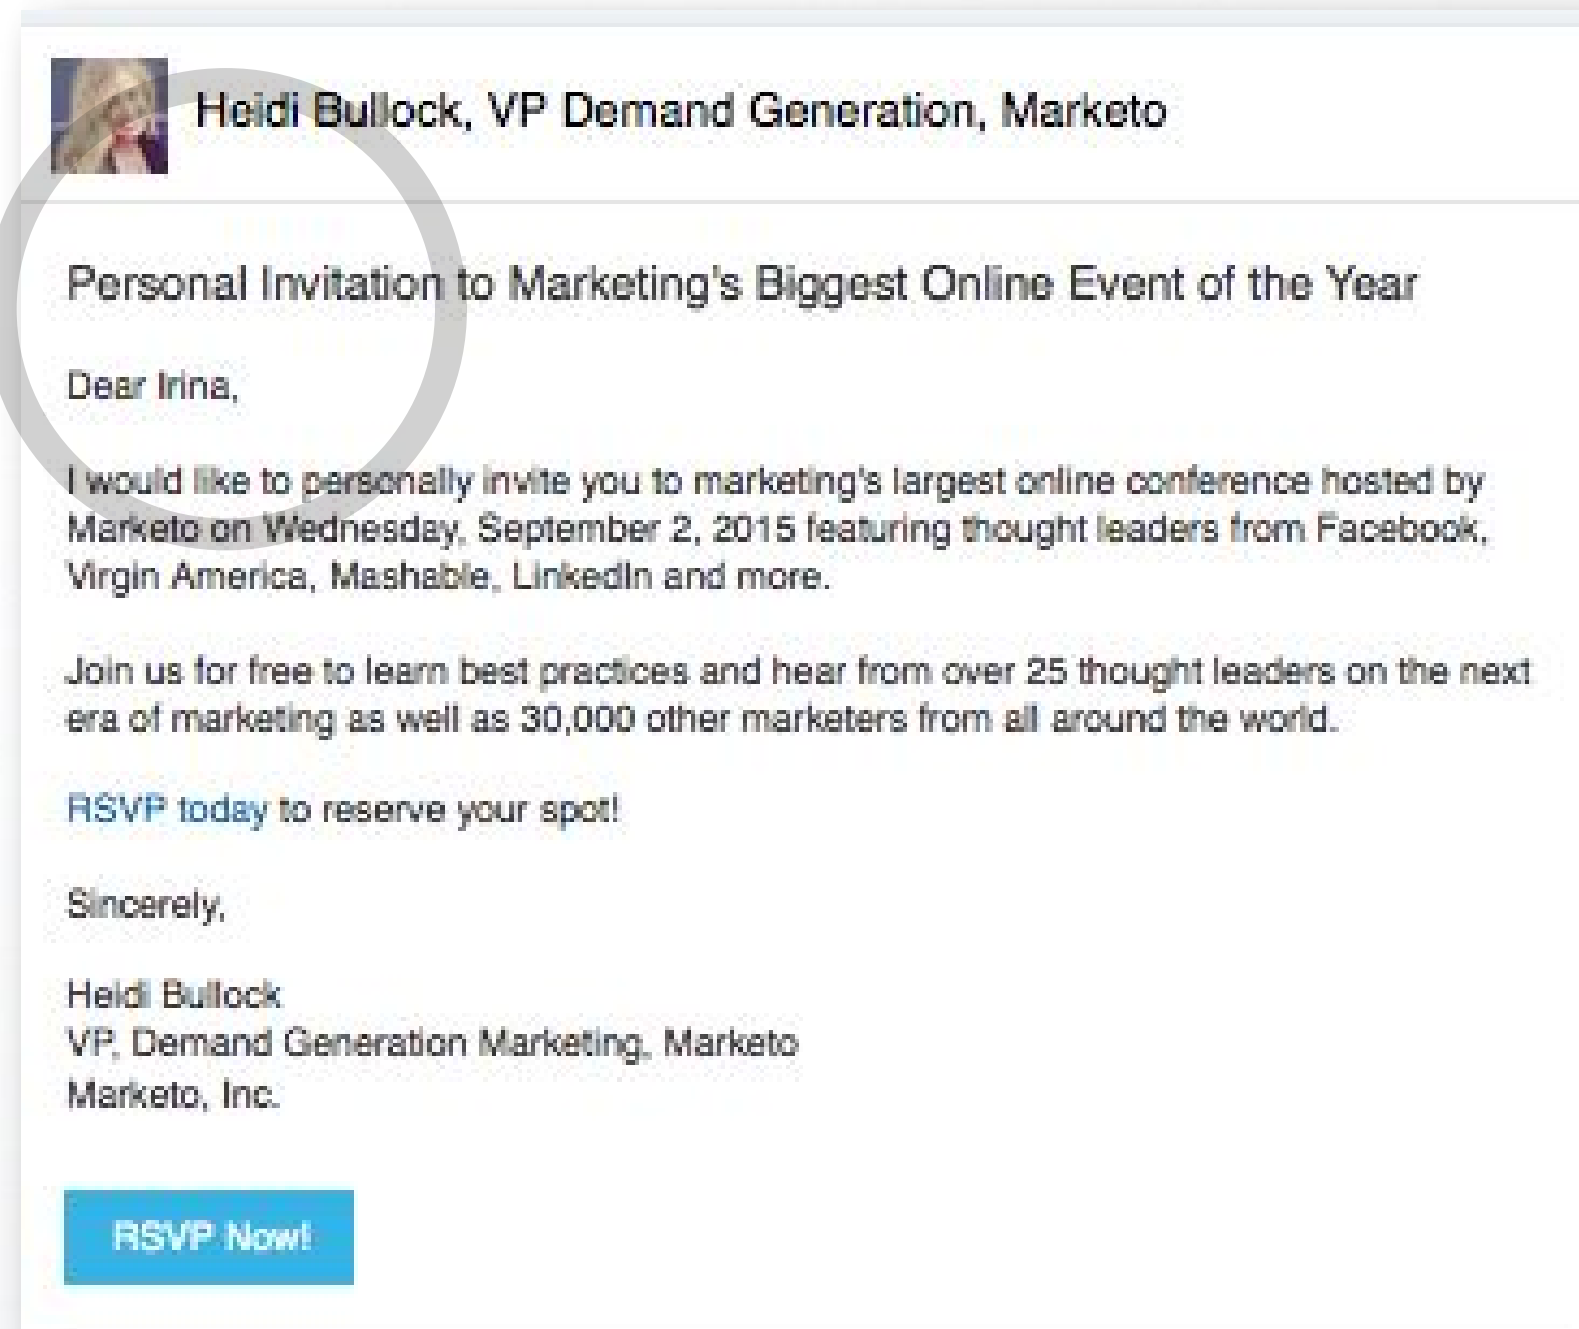 Heidi Bullock, VP Demand Generation, Marketo
Personal Invitation to Marketing's Biggest Online Event of the Year
Dear Irina,
I would like to personally invite you to marketing's largest online conference hosted by
Marketo on Wednesday, September 2, 2015 featuring thought leaders from Facebook,
Virgin America, Mashable, LinkedIn and more.
Join us for free to learn best practices and hear from over 25 thought leaders on the next
era of marketing as well as 30,000 other marketers from all around the world.
RSVP today to reserve your spot!
Sincerely,
Heidi Bullock
VP, Demand Generation Marketing, Marketo
Marketo, Inc.
RSVP Now!